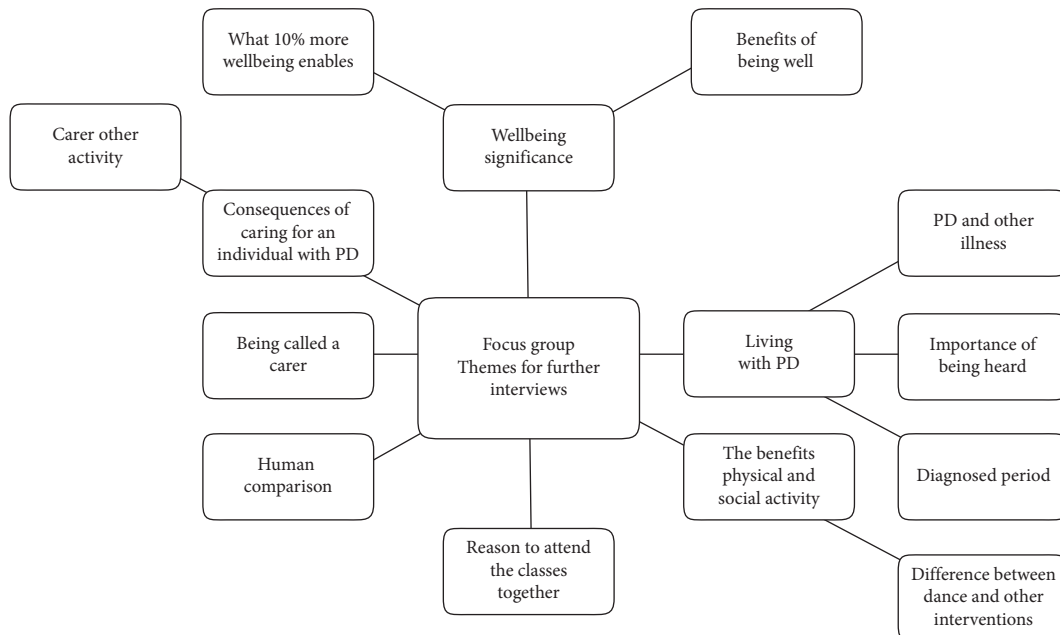 What 10% more
wellbeing enables
Benefits of
being well
Carer other
activity
Wellbeing
significance
Consequences of
caring for an
individual with PD
PD and other
illness
Being called a
carer
Focus group
Themes for further
interviews
Living
with PD
Importance of
being heard
Human
comparison
The benefits
physical and
social activity
Diagnosed period
Reason to attend
the classes
together
Difference between
dance and other
interventions